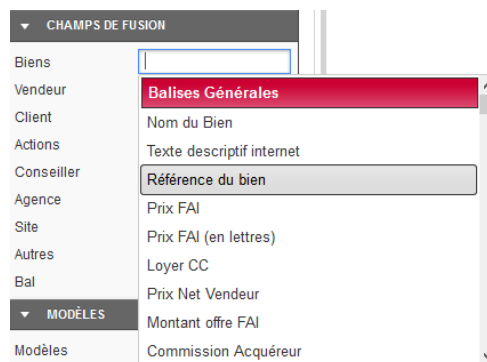 CHAMPS DE FUSION
Biens
Vendeur
Client
Actions
Conseiller
Agence
Site
Autres
Bal
MODÈLES
Modèles
Balises Générales
Nom du Bien
Texte descriptif internet
Référence du bien
Prix FAI
Prix FAI (en lettres)
Loyer CC
Prix Net Vendeur
Montant offre FAI
Commission Acquéreur